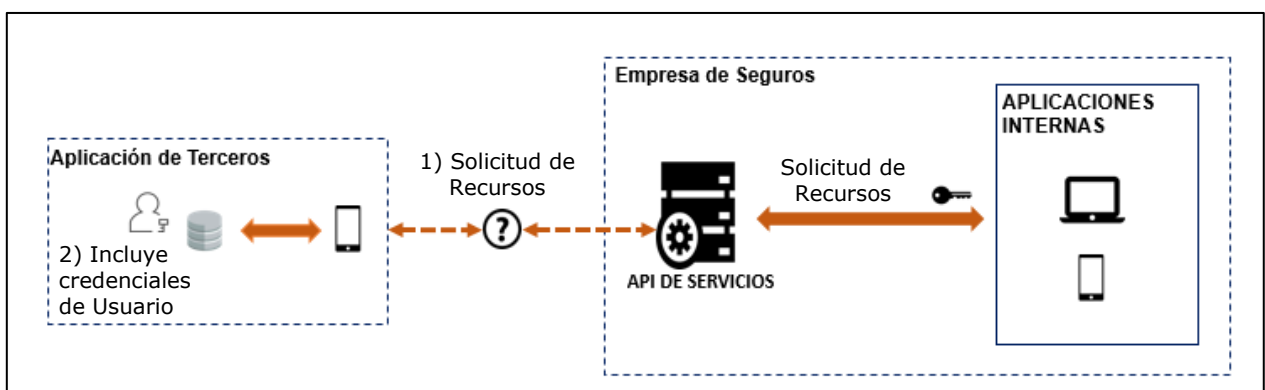 Empresa de Seguros
APLICACIONES
INTERNAS
Aplicación de Terceros
1) Solicitud de
Recursos
Solicitud de
Recursos
?
2) Incluye
credenciales
de Usuario
API DE SERVICIOS